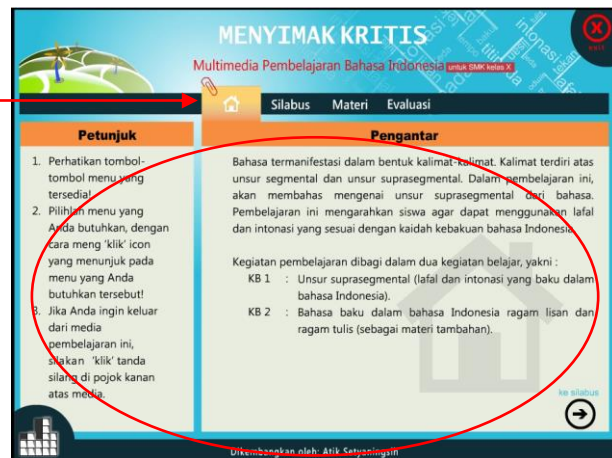 MENYIMAK KRITIS
Multimedia Pembelajaran Bahasa Indonesia untuk SMK kelas X
exit
Silabus Materi Evaluasi
Petunjuk
1. Perhatikan tombol-
tombol menu yang
tersedia!
2. Pilihlah menu yang
Anda butuhkan, dengan
cara meng 'klik' icon
yang menunjuk pada
menu yang Anda
butuhkan tersebut!
3. Jika Anda ingin keluar
dari media
pembelajaran ini,
silakan 'klik' tanda
silang di pojok kanan
atas media.
Pengantar
Bahasa termanifestasi dalam bentuk kalimat-kalimat. Kalimat terdiri atas
unsur segmental dan unsur suprasegmental. Dalam pembelajaran ini,
akan membahas mengenai unsur suprasegmental dari bahasa.
Pembelajaran ini mengarahkan siswa agar dapat menggunakan lafal
dan intonasi yang sesuai dengan kaidah kebakuan bahasa Indonesia.
Kegiatan pembelajaran dibagi dalam dua kegiatan belajar, yakni :
KB 1 : Unsur suprasegmental (lafal dan intonasi yang baku dalam
bahasa Indonesia).
KB 2 : Bahasa baku dalam bahasa Indonesia ragam lisan dan
ragam tulis (sebagai materi tambahan).
ke silabus
Dikembangkan oleh: Atik Setyaningsih